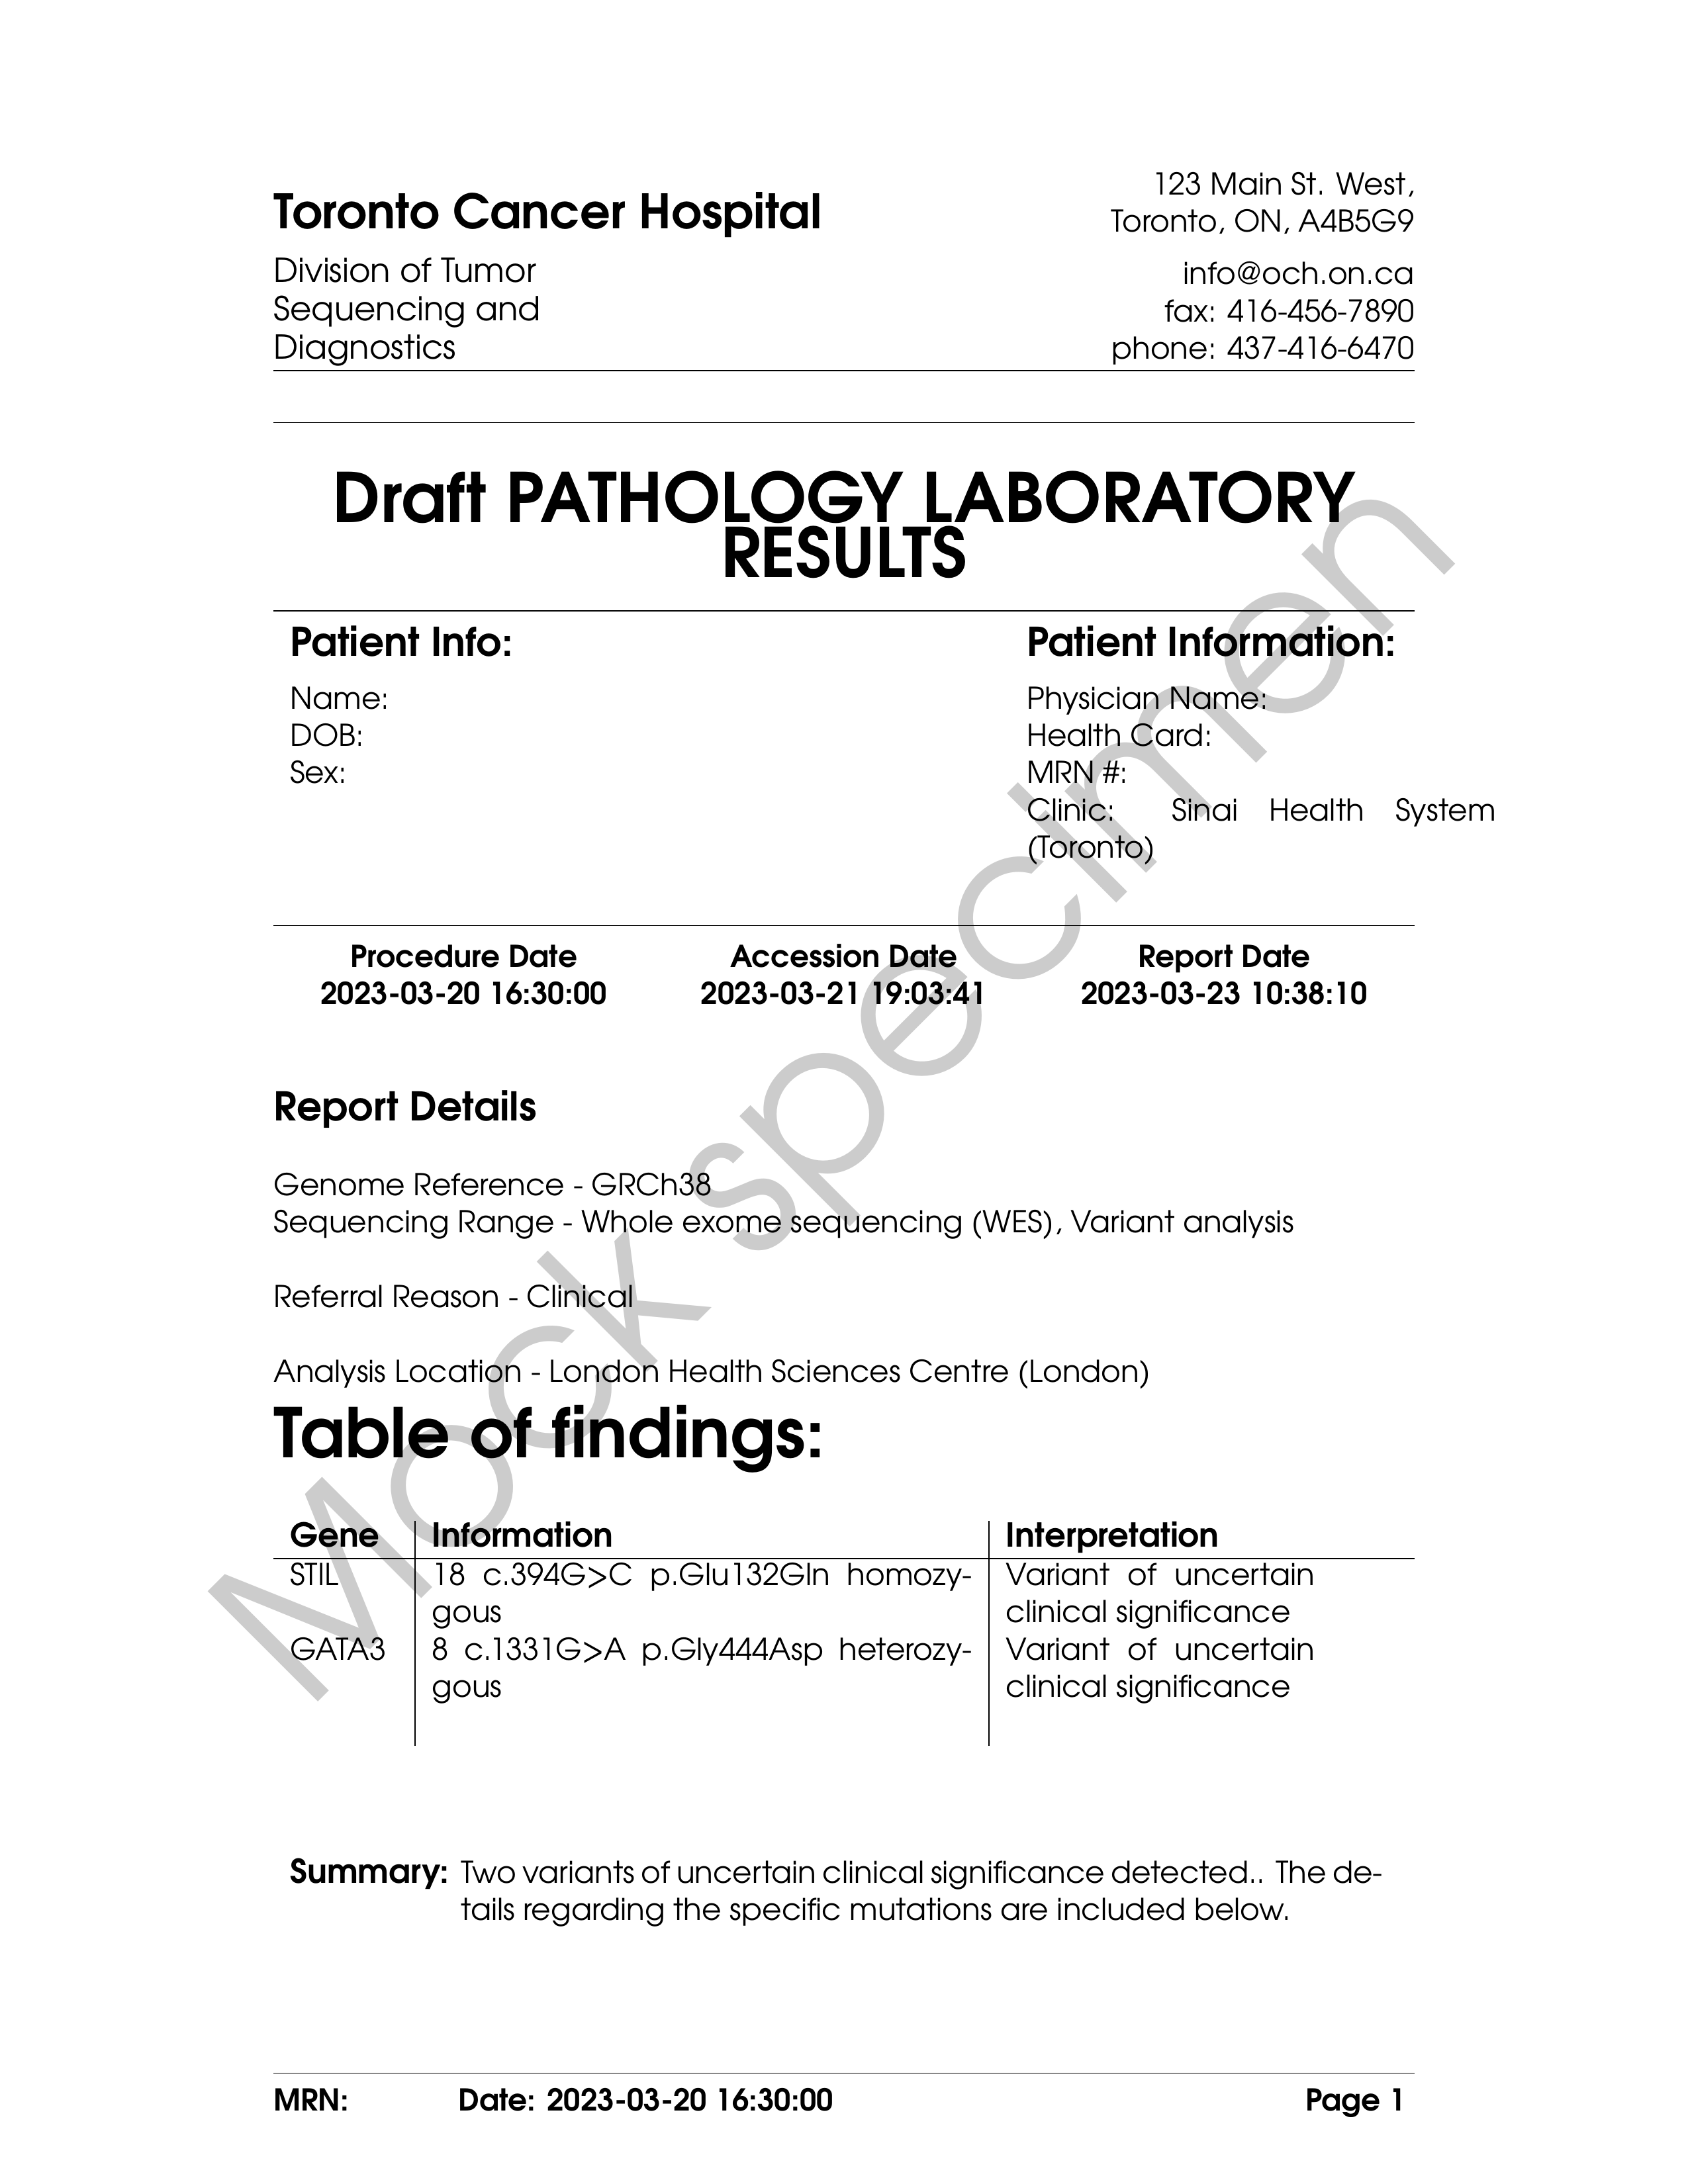 Toronto Cancer Hospital
Division of Tumor
Sequencing and
Diagnostics
123 Main St. West,
Toronto, ON, A4B5G9
info@och.on.ca
fax: 416-456-7890
phone: 437-416-6470
Draft PATHOLOGY LABORATORY
RESULTS
Patient Info:
Name:
DOB:
Sex:
Patient Information:
Physician Name:
Health Card:
MRN #:
Clinic: Sinai Health System
(Toronto)
Procedure Date
2023-03-20 16:30:00
Accession Date
2023-03-21 19:03:41
Report Date
2023-03-23 10:38:10
Report Details
Genome Reference - GRCh38
Sequencing Range - Whole exome sequencing (WES), Variant analysis
Referral Reason - Clinical
Analysis Location - London Health Sciences Centre (London)
Table of findings:
Gene Information Interpretation
STIL 18 c.394G>C p.Glu132Gln homozy- Variant of uncertain
gous clinical significance
GATA3 8 c.1331G>A p.Gly444Asp heterozy- Variant of uncertain
gous clinical significance
Summary: Two variants of uncertain clinical significance detected.. The de-
tails regarding the specific mutations are included below.
MRN: Date: 2023-03-20 16:30:00 Page 1
Mock specimen